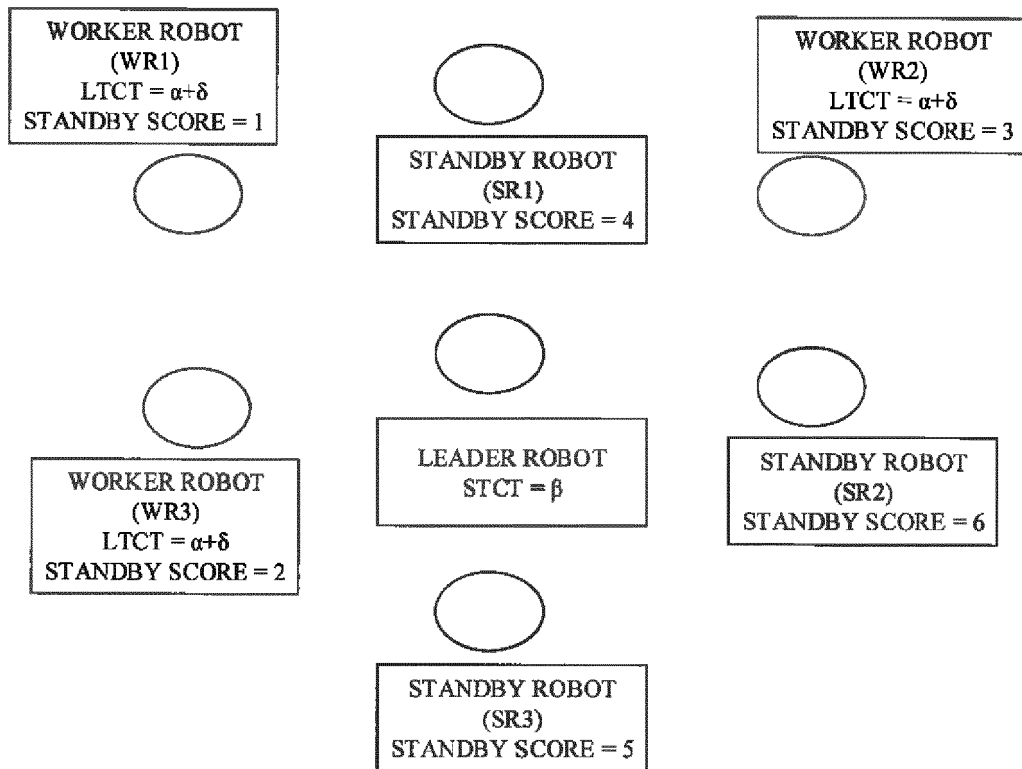 WORKER ROBOT
(WR1)
LTCT = α+δ
STANDBY SCORE = 1
WORKER ROBOT
(WR2)
LTCT = α+δ
STANDBY SCORE = 3
STANDBY ROBOT
(SR1)
STANDBY SCORE = 4
WORKER ROBOT
(WR3)
LTCT = α+δ
STANDBY SCORE = 2
LEADER ROBOT
STCT = β
STANDBY ROBOT
(SR2)
STANDBY SCORE = 6
STANDBY ROBOT
(SR3)
STANDBY SCORE = 5